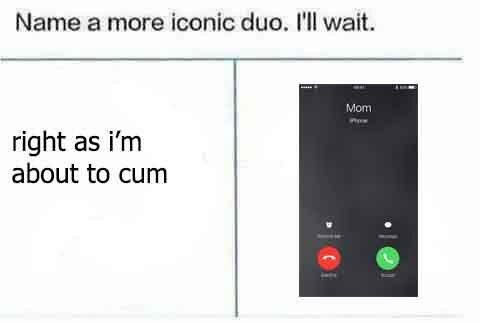 Name a more iconic duo. I'll wait.
right as i’m
about to cum
Mom
iPhone